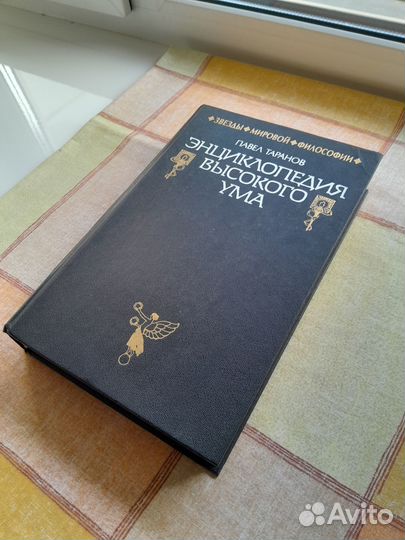 ЗВЕЗДЫ МИРОВОЙ ФИЛОСОФИИ
ПАВЕЛ ТАРАНОВ
ЭНЦИКЛОПЕДИЯ
ВЫСОКОГО
УМА
Avito